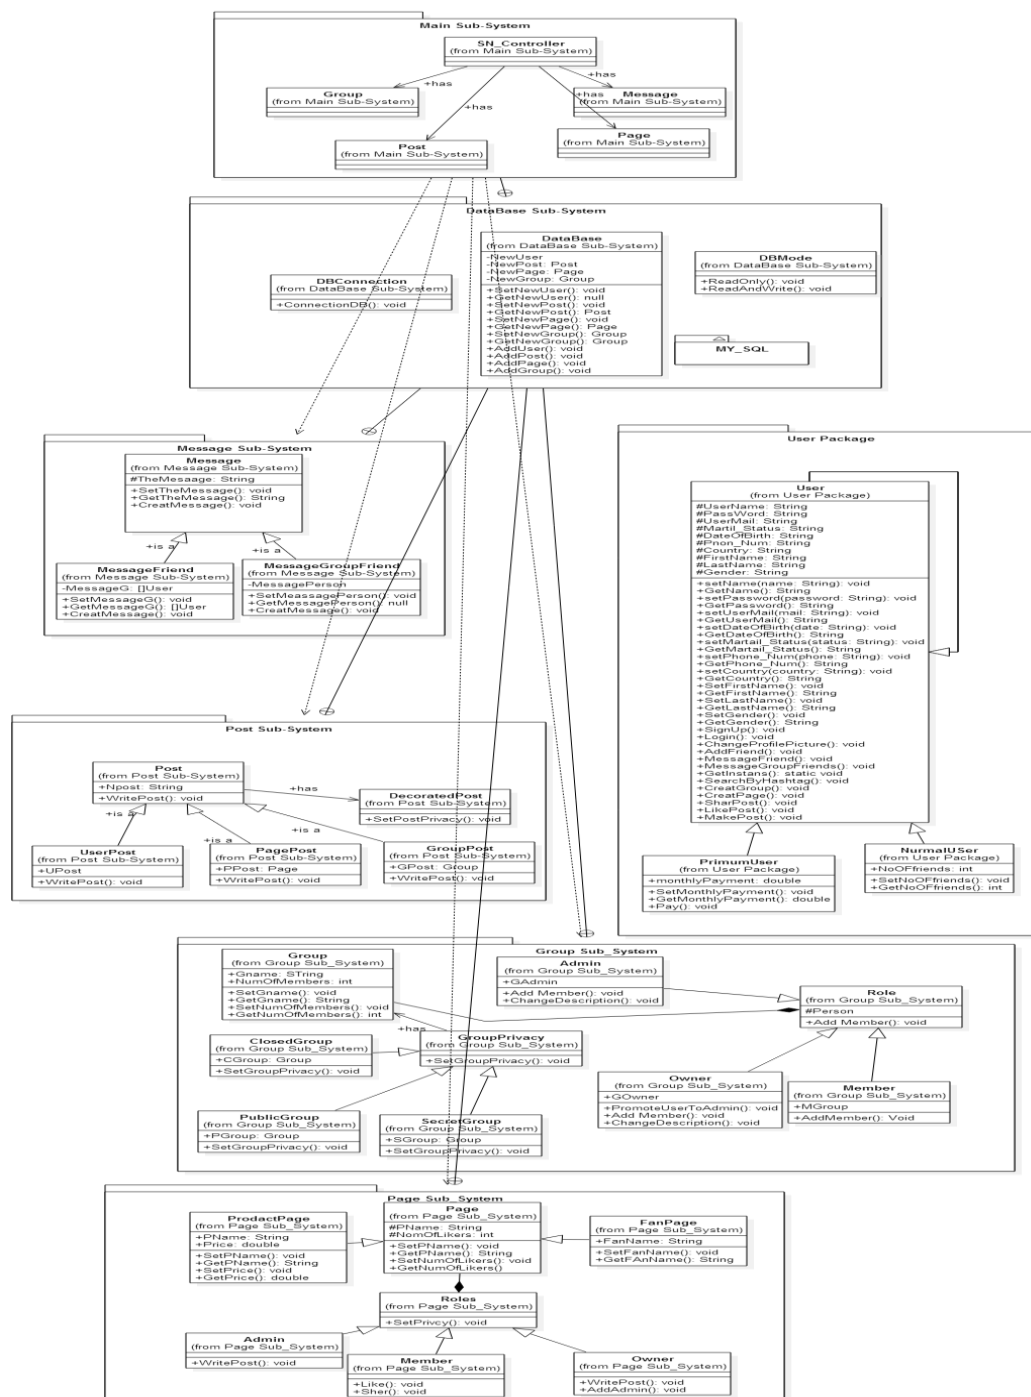 Main Sub-System
SN_Controller
(from Main Sub-System)
+has
+has
+has
Group
(from Main Sub-System)
Message
(from Main Sub-System)
Post
(from Main Sub-System)
Page
(from Main Sub-System)
DataBase Sub-System
DataBase
(from DataBase Sub-System)
-NewUser
-NewPost: Post
-NewPage: Page
-NewGroup: Group
+SetNewUser(): void
+GetNewUser(): null
+SetNewPost(): void
+GetNewPost(): Post
+SetNewPage(): void
+GetNewPage(): Page
+SetNewGroup(): Group
+GetNewGroup(): Group
+AddUser(): void
+AddPost(): void
+AddPage(): void
+AddGroup(): void
DBConnection
(from DataBase Sub-System)
+ConnectionDB(): void
DBMode
(from DataBase Sub-System)
+ReadOnly(): void
+ReadAndWrite(): void
MY_SQL
Message Sub-System
Message
(from Message Sub-System)
#TheMesaage: String
+SetTheMessage(): void
+GetTheMessage(): String
+CreatMessage(): void
+is a
+is a
MessageFriend
(from Message Sub-System)
-MessageG: []User
+SetMessageG(): void
+GetMessageG(): []User
+CreatMessage(): void
MessageGroupFriend
(from Message Sub-System)
-MessagePerson
+SetMeassagePerson(): void
+GetMessagePerson(): null
+CreatMessage(): void
User Package
User
(from User Package)
#UserName: String
#PassWord: String
#UserMail: String
#Martil_Status: String
#DateOfBirth: String
#Pnon_Num: String
#Country: String
#FirstName: String
#LastName: String
#Gender: String
+setName(name: String): void
+GetName(): String
+setPassword(password: String): void
+GetPassword(): String
+setUserMail(mail: String): void
+GetUserMail(): String
+setDateOfBirth(date: String): void
+GetDateOfBirth(): String
+setMartail_Status(status: String): void
+GetMartail_Status(): String
+setPhone_Num(phone: String): void
+GetPhone_Num(): String
+setCountry(country: String): void
+GetCountry(): String
+SetFirstName(): void
+GetFirstName(): String
+SetLastName(): void
+GetLastName(): String
+SetGender(): void
+GetGender(): String
+SignUp(): void
+Login(): void
+ChangeProfilePicture(): void
+AddFriend(): void
+MessageFriend(): void
+MessageGroupFriends(): void
+GetInstans(): static void
+SearchByHashtag(): void
+CreatGroup(): void
+CreatPage(): void
+SharPost(): void
+LikePost(): void
+MakePost(): void
PrimumUser
(from User Package)
+monthlyPayment: double
+SetMonthlyPayment(): void
+GetMonthlyPayment(): double
+Pay(): void
NurmalUSer
(from User Package)
+NoOFfriends: int
+SetNoOFfriends(): void
+GetNoOFfriends(): int
Post Sub-System
Post
(from Post Sub-System)
+Npost: String
+WritePost(): void
+has
DecoratedPost
(from Post Sub-System)
+SetPostPrivacy(): void
+is a
+is a
+is a
UserPost
(from Post Sub-System)
+UPost
+WritePost(): void
PagePost
(from Post Sub-System)
+PPost: Page
+WritePost(): void
GroupPost
(from Post Sub-System)
+GPost: Group
+WritePost(): void
Group Sub_System
Group
(from Group Sub_System)
+Gname: STring
+NumOfMembers: int
+SetGname(): void
+GetGname(): String
+SetNumOfMembers(): void
+GetNumOfMembers(): int
Admin
(from Group Sub_System)
+GAdmin
+Add Member(): void
+ChangeDescription(): void
Role
(from Group Sub_System)
#Person
+Add Member(): void
+has
GroupPrivacy
(from Group Sub_System)
+SetGroupPrivacy(): void
ClosedGroup
(from Group Sub_System)
+CGroup: Group
+SetGroupPrivacy(): void
PublicGroup
(from Group Sub_System)
+PGroup: Group
+SetGroupPrivacy(): void
SecretGroup
(from Group Sub_System)
+SGroup: Group
+SetGroupPrivacy(): void
Owner
(from Group Sub_System)
+GOwner
+PromoteUserToAdmin(): void
+Add Member(): void
+ChangeDescription(): void
Member
(from Group Sub_System)
+MGroup
+AddMember(): Void
Page Sub_System
Page
(from Page Sub_System)
#PName: String
#NomOfLikers: int
+SetPName(): void
+GetPName(): String
+SetNumOfLikers(): void
+GetNumOfLikers()
ProdactPage
(from Page Sub_System)
+PName: String
+Price: double
+SetPName(): void
+GetPName(): String
+SetPrice(): void
+GetPrice(): double
FanPage
(from Page Sub_System)
+FanName: String
+SetFanName(): void
+GetFAnName(): String
Roles
(from Page Sub_System)
+SetPrivcy(): void
Admin
(from Page Sub_System)
+WritePost(): void
Member
(from Page Sub_System)
+Like(): void
+Sher(): void
Owner
(from Page Sub_System)
+WritePost(): void
+AddAdmin(): void